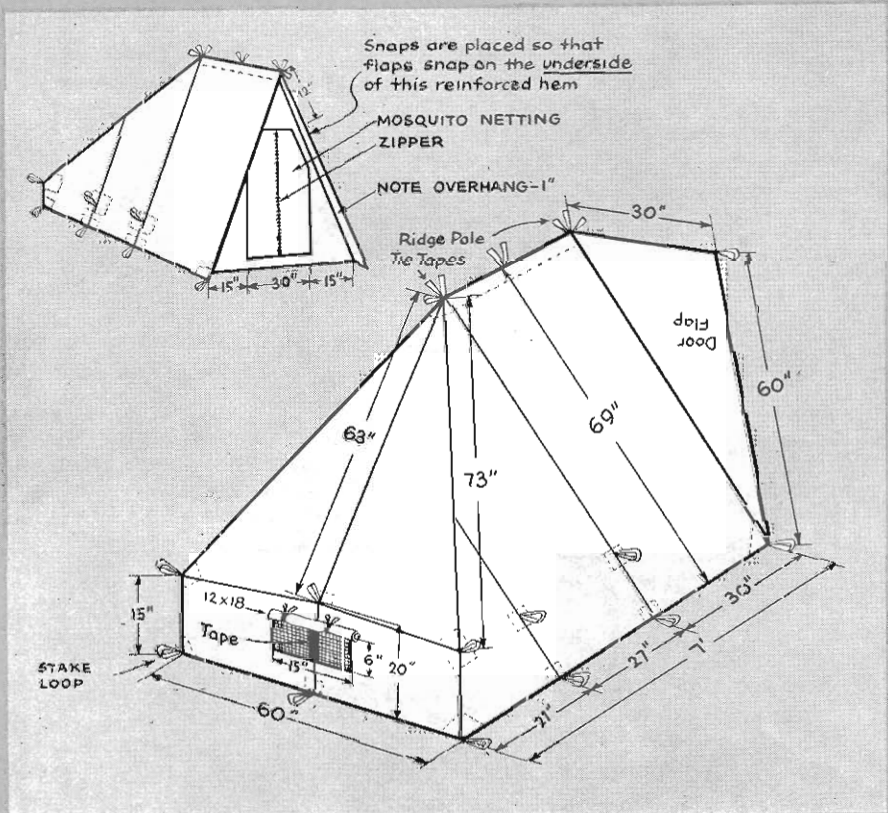 Snaps are placed so that
flaps snap on the underside
of this reinforced hem
12"
MOSQUITO NETTING
ZIPPER
NOTE OVERHANG-1"
15" 30" 15"
Ridge Pole
Tie Tapes
30"
Door
Flap
60"
63"
73"
69"
15"
12 x 18
Tape
15"
6"
20"
STAKE
LOOP
60"
21"
27"
30"
7'